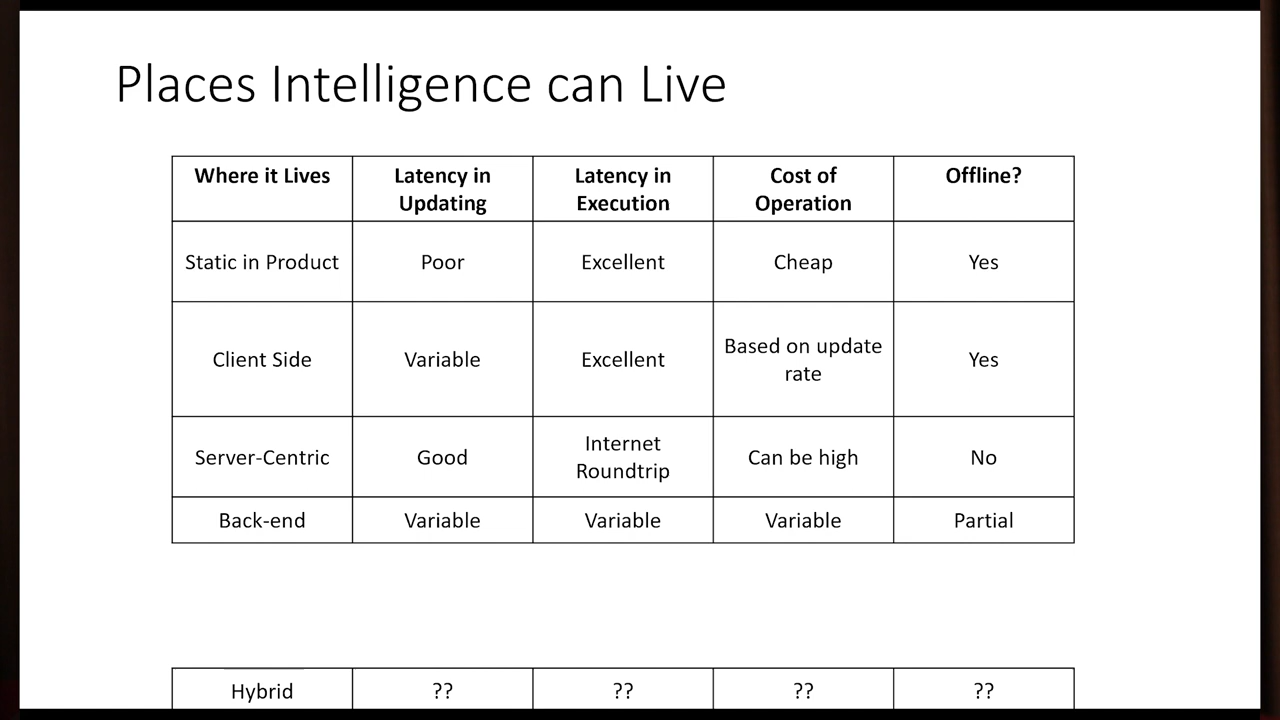 Places Intelligence can Live
Where it Lives
Latency in
Updating
Latency in
Execution
Cost of
Operation
Offline?
Static in Product
Poor
Excellent
Cheap
Yes
Client Side
Variable
Excellent
Based on update
rate
Yes
Server-Centric
Good
Internet
Roundtrip
Can be high
No
Back-end
Variable
Variable
Variable
Partial
Hybrid
??
??
??
??